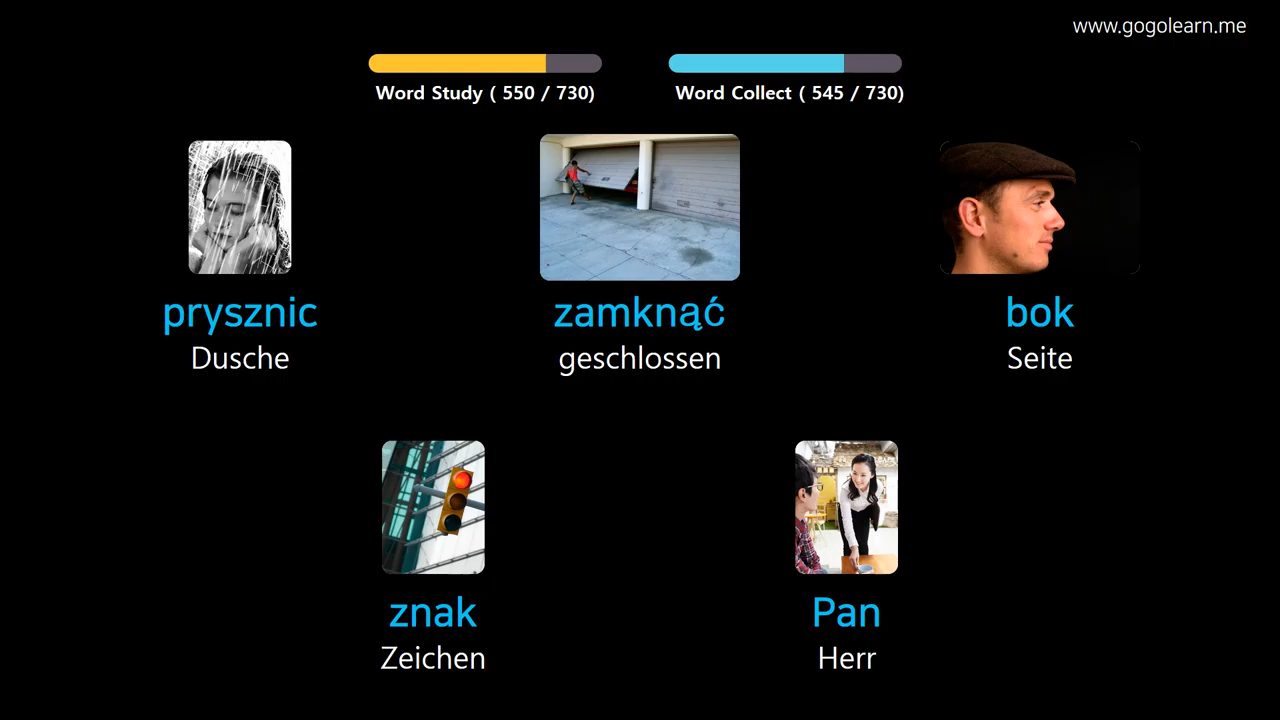 www.gogolearn.me
Word Study ( 550 / 730)
Word Collect ( 545 / 730)
prysznic
Dusche
zamknąć
geschlossen
bok
Seite
znak
Zeichen
Pan
Herr